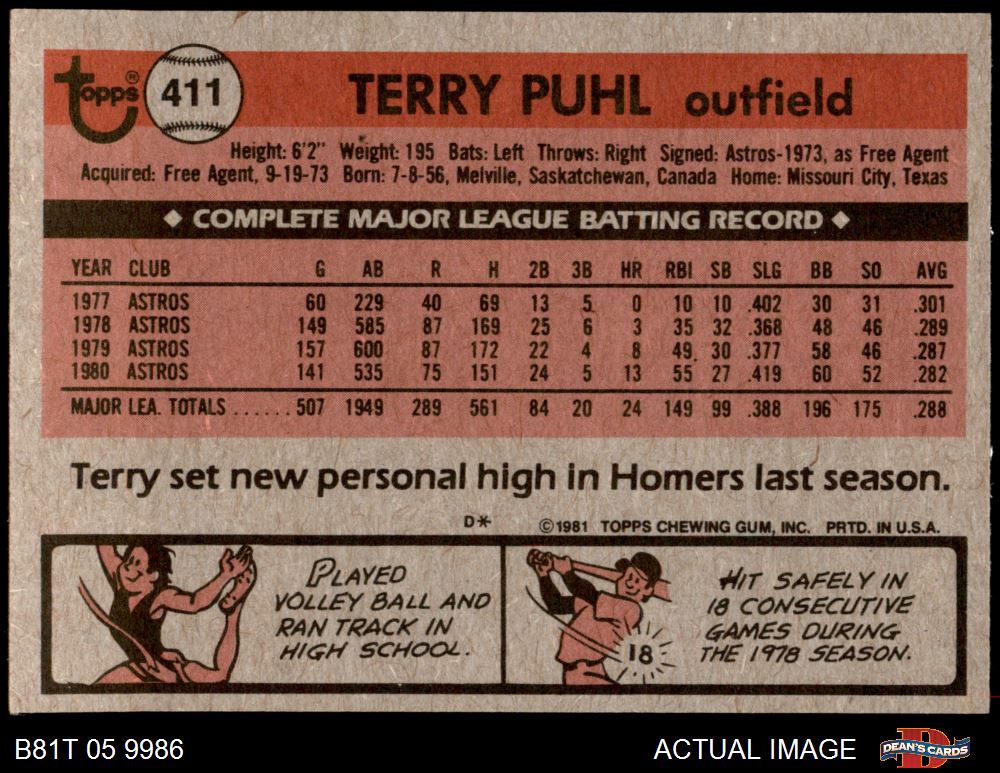 Topps®
411
TERRY PUHL outfield
Height: 6'2" Weight: 195 Bats: Left Throws: Right Signed: Astros-1973, as Free Agent
Acquired: Free Agent, 9-19-73 Born: 7-8-56, Melville, Saskatchewan, Canada Home: Missouri City, Texas
◆ COMPLETE MAJOR LEAGUE BATTING RECORD ◆
YEAR CLUB G AB R H 2B 3B HR RBI SB SLG BB SO AVG
1977 ASTROS 60 229 40 69 13 5 0 10 10 .402 30 31 .301
1978 ASTROS 149 585 87 169 25 6 3 35 32 .368 48 46 .289
1979 ASTROS 157 600 87 172 22 4 8 49 30 .377 58 46 .287
1980 ASTROS 141 535 75 151 24 5 13 55 27 .419 60 52 .282
MAJOR LEA. TOTALS ...... 507 1949 289 561 84 20 24 149 99 .388 196 175 .288
Terry set new personal high in Homers last season.
D* ©1981 TOPPS CHEWING GUM, INC. PRTD. IN U.S.A.
PLAYED
VOLLEY BALL AND
RAN TRACK IN
HIGH SCHOOL.
18
HIT SAFELY IN
18 CONSECUTIVE
GAMES DURING
THE 1978 SEASON.
B81T 05 9986
ACTUAL IMAGE
DEAN'S CARDS